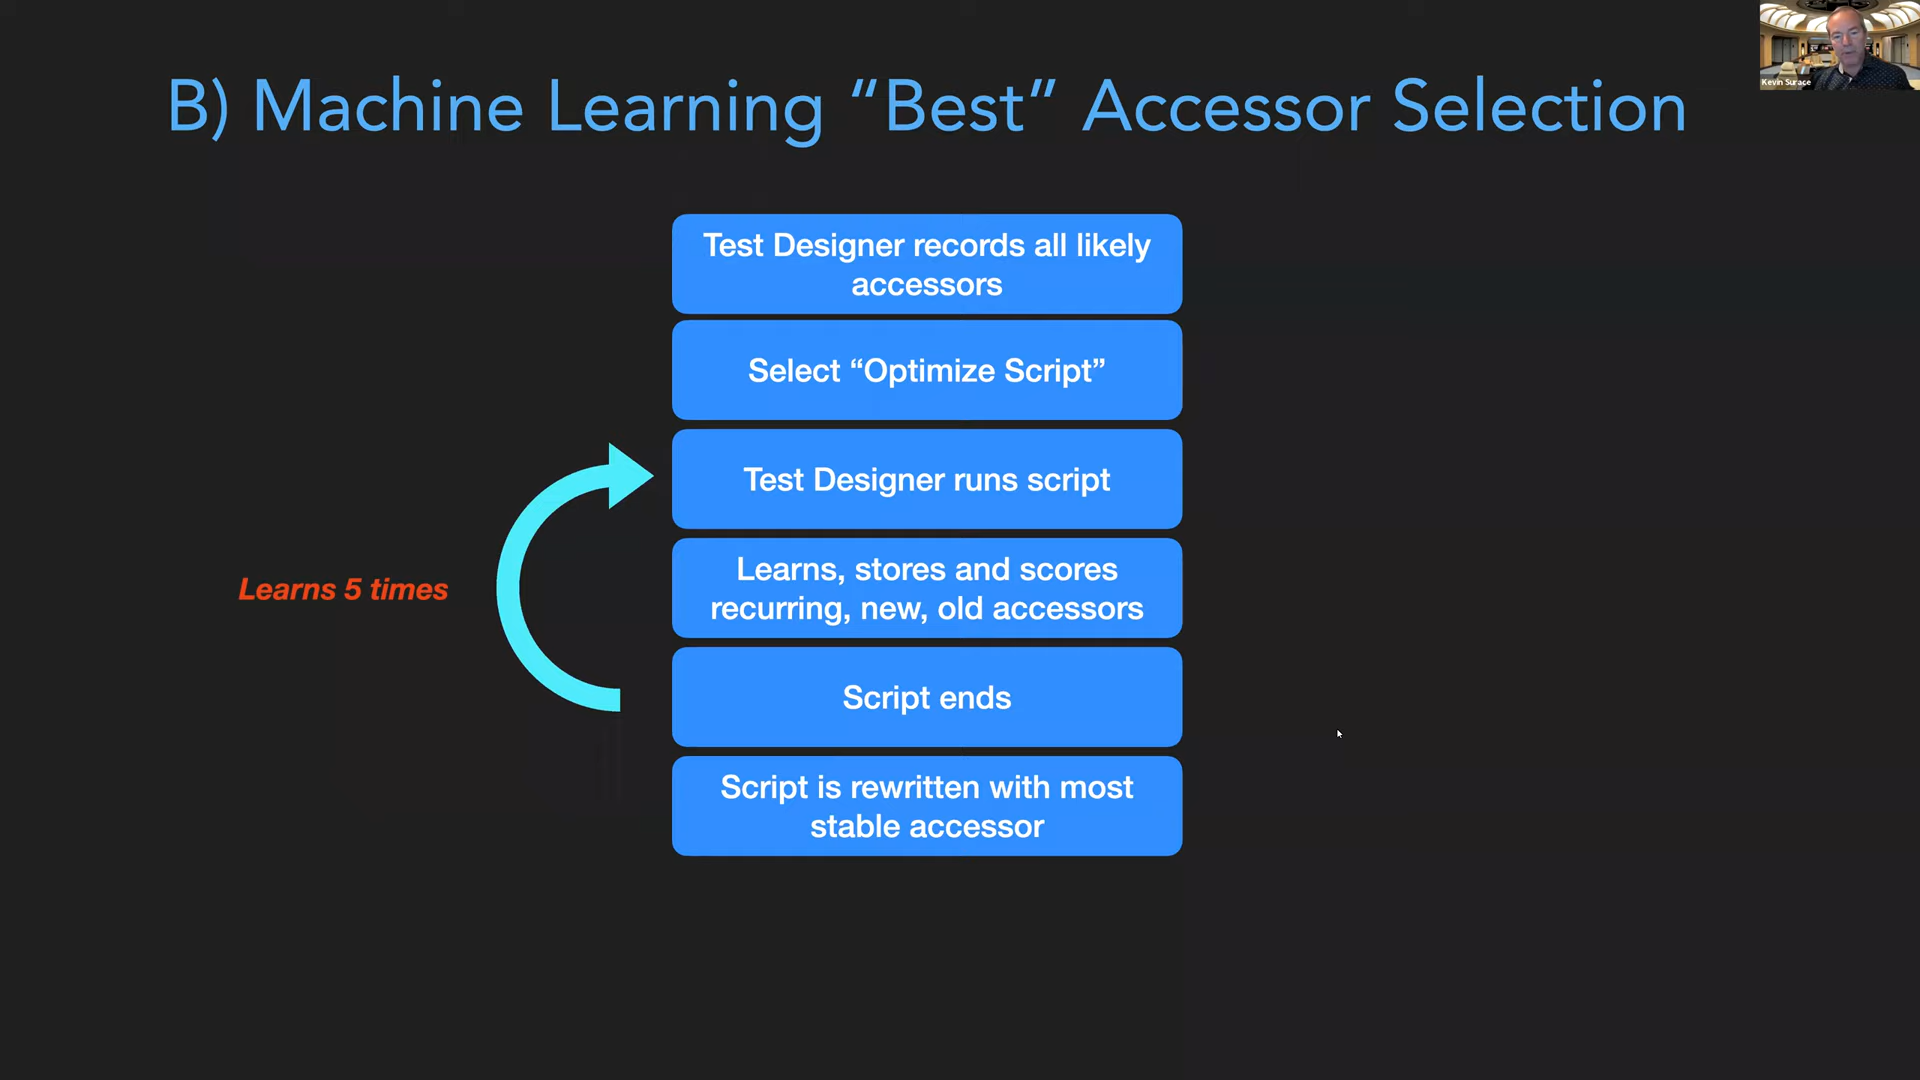 Kevin Surace
B) Machine Learning “Best” Accessor Selection
Test Designer records all likely
accessors
Select “Optimize Script”
Test Designer runs script
Learns, stores and scores
recurring, new, old accessors
Learns 5 times
Script ends
Script is rewritten with most
stable accessor